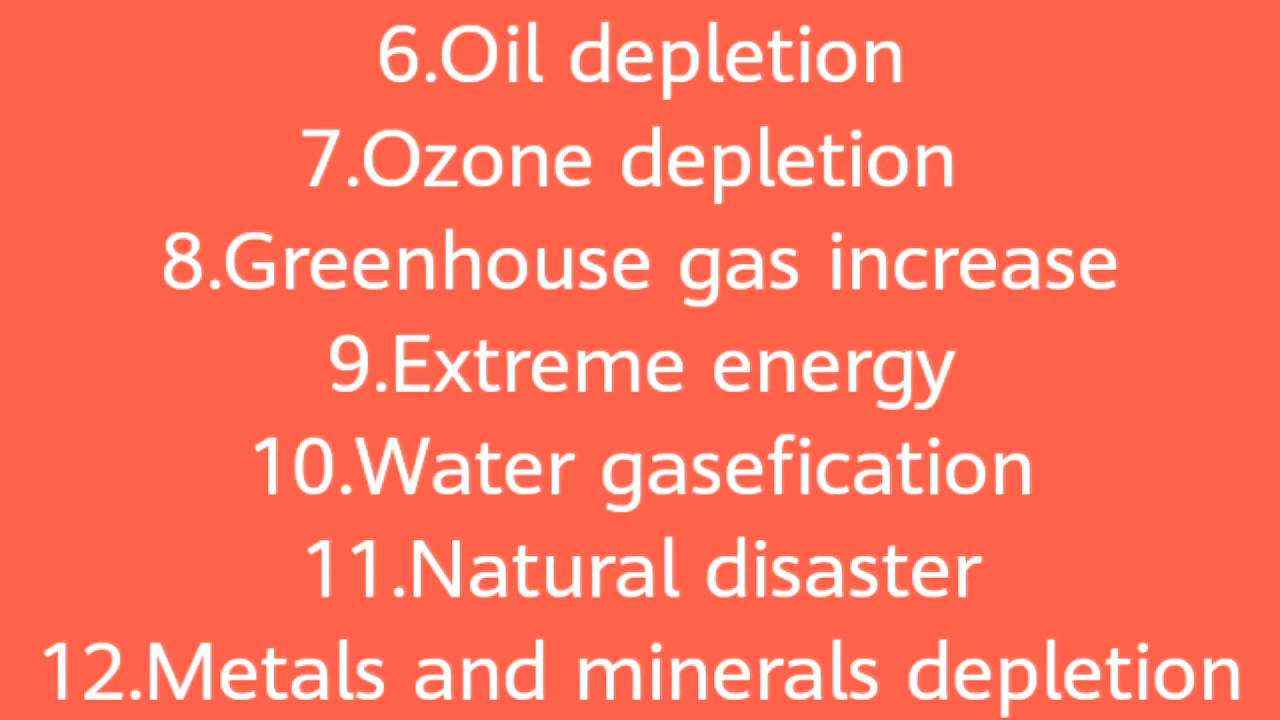 6.Oil depletion
7.Ozone depletion
8.Greenhouse gas increase
9.Extreme energy
10.Water gasefication
11.Natural disaster
12.Metals and minerals depletion